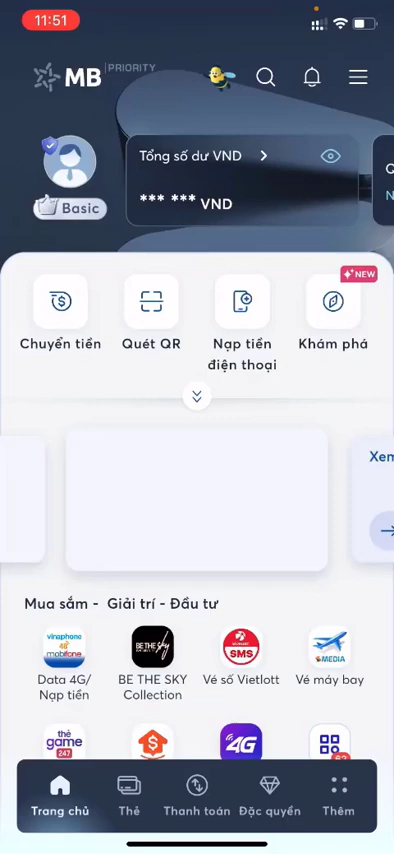 11:51
MB PRIORITY
Basic
Tổng số dư VND
*** *** VND
NEW
Chuyển tiền
Quét QR
Nạp tiền
điện thoại
Khám phá
Mua sắm - Giải trí - Đầu tư
vinaphone
4G
mobifone
BE THE SKY
VIETLOTT
SMS
MEDIA
Data 4G/
Nạp tiền
BE THE SKY
Collection
Vé số Vietlott
Vé máy bay
thẻ
game
247
4G
Trang chủ
Thẻ
Thanh toán
Đặc quyền
Thêm